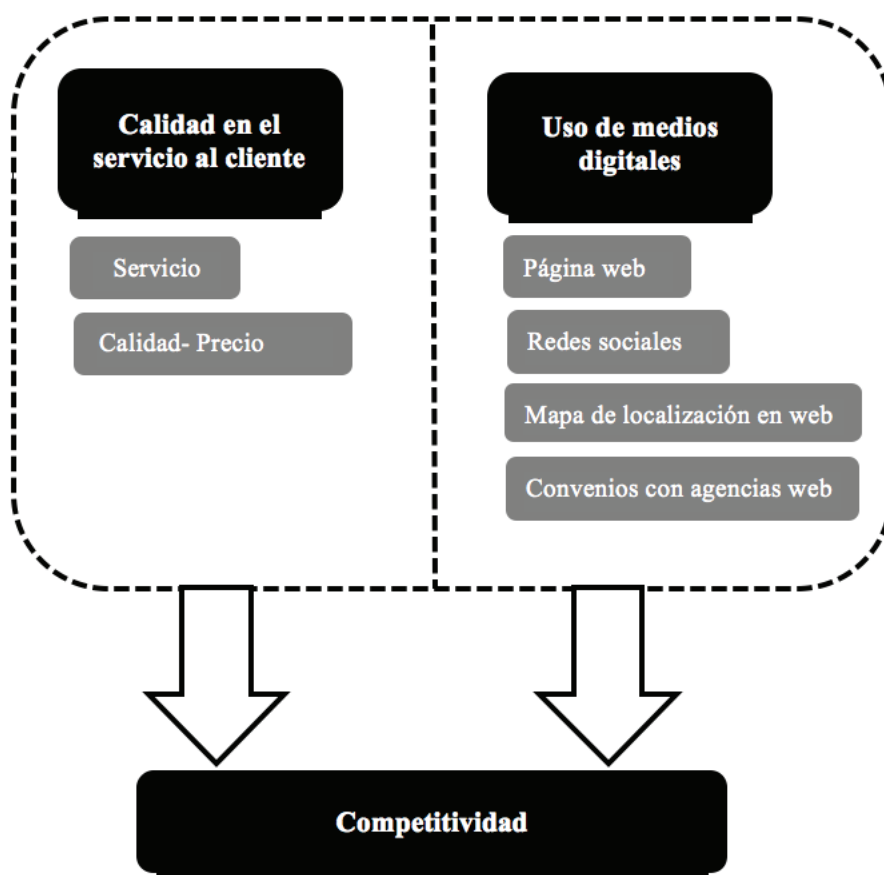 Calidad en el
servicio al cliente
Servicio
Calidad- Precio
Uso de medios
digitales
Página web
Redes sociales
Mapa de localización en web
Convenios con agencias web
Competitividad